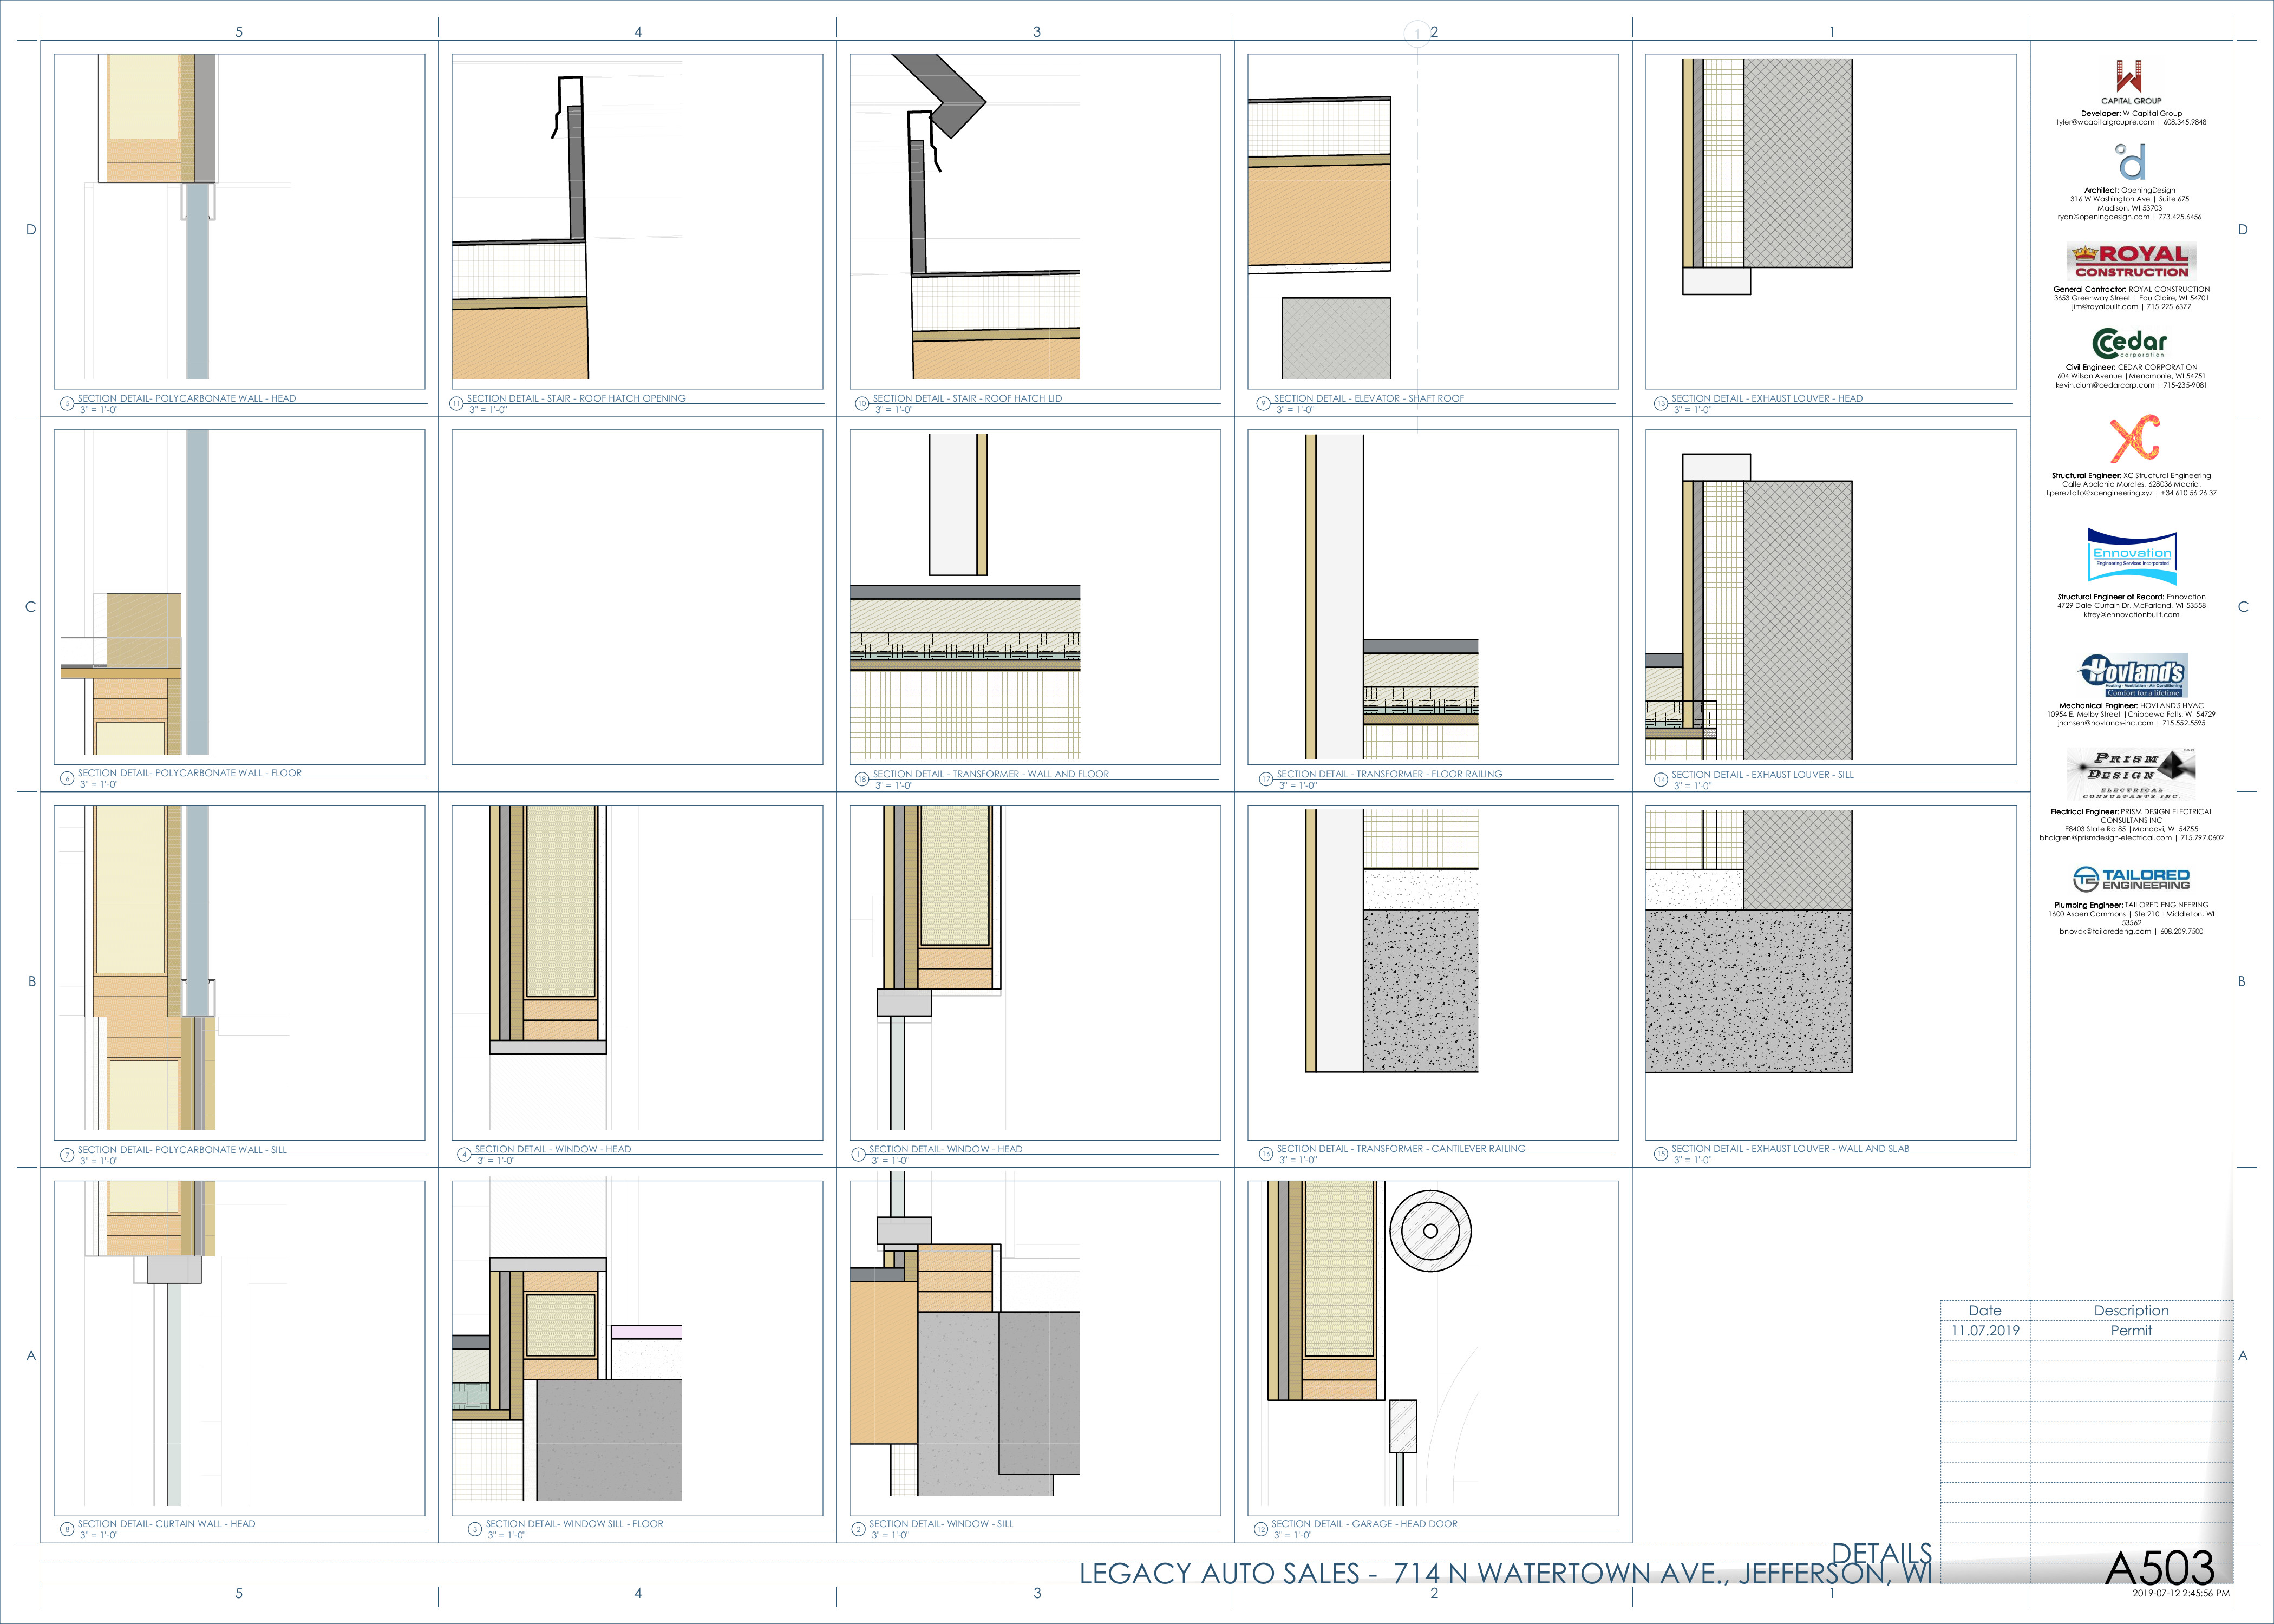 5
4
3
1
2
1
D
D
5
SECTION DETAIL- POLYCARBONATE WALL - HEAD
3" = 1'-0"
11
SECTION DETAIL - STAIR - ROOF HATCH OPENING
3" = 1'-0"
10
SECTION DETAIL - STAIR - ROOF HATCH LID
3" = 1'-0"
9
SECTION DETAIL - ELEVATOR - SHAFT ROOF
3" = 1'-0"
13
SECTION DETAIL - EXHAUST LOUVER - HEAD
3" = 1'-0"
C
C
6
SECTION DETAIL- POLYCARBONATE WALL - FLOOR
3" = 1'-0"
18
SECTION DETAIL - TRANSFORMER - WALL AND FLOOR
3" = 1'-0"
17
SECTION DETAIL - TRANSFORMER - FLOOR RAILING
3" = 1'-0"
14
SECTION DETAIL - EXHAUST LOUVER - SILL
3" = 1'-0"
B
B
7
SECTION DETAIL- POLYCARBONATE WALL - SILL
3" = 1'-0"
4
SECTION DETAIL - WINDOW - HEAD
3" = 1'-0"
1
SECTION DETAIL- WINDOW - HEAD
3" = 1'-0"
16
SECTION DETAIL - TRANSFORMER - CANTILEVER RAILING
3" = 1'-0"
15
SECTION DETAIL - EXHAUST LOUVER - WALL AND SLAB
3" = 1'-0"
A
A
8
SECTION DETAIL- CURTAIN WALL - HEAD
3" = 1'-0"
3
SECTION DETAIL- WINDOW SILL - FLOOR
3" = 1'-0"
2
SECTION DETAIL- WINDOW - SILL
3" = 1'-0"
12
SECTION DETAIL - GARAGE - HEAD DOOR
3" = 1'-0"
CAPITAL GROUP
Developer: W Capital Group
tyler@wcapitalgroupre.com | 608.345.9848
Architect: OpeningDesign
316 W Washington Ave | Suite 675
Madison, WI 53703
ryan@openingdesign.com | 773.425.6456
ROYAL
CONSTRUCTION
General Contractor: ROYAL CONSTRUCTION
3653 Greenway Street | Eau Claire, WI 54701
jim@royalbuilt.com | 715-225-6377
Cedar
corporation
Civil Engineer: CEDAR CORPORATION
604 Wilson Avenue |Menomonie, WI 54751
kevin.oium@cedarcorp.com | 715-235-9081
XC
Structural Engineer: XC Structural Engineering
Calle Apolonio Morales, 628036 Madrid,
l.pereztato@xcengineering.xyz | +34 610 56 26 37
Ennovation
Engineering Services Incorporated
Structural Engineer of Record: Ennovation
4729 Dale-Curtain Dr, McFarland, WI 53558
kfrey@ennovationbuilt.com
Hovland's
Heating - Ventilation - Air Conditioning
Comfort for a lifetime.
Mechanical Engineer: HOVLAND'S HVAC
10954 E. Melby Street |Chippewa Falls, WI 54729
jhansen@hovlands-inc.com | 715.552.5595
PRISM
DESIGN
ELECTRICAL
CONSULTANTS INC.
Electrical Engineer: PRISM DESIGN ELECTRICAL
CONSULTANS INC
E8403 State Rd 85 |Mondovi, WI 54755
bhalgren@prismdesign-electrical.com | 715.797.0602
TAILORED
ENGINEERING
Plumbing Engineer: TAILORED ENGINEERING
1600 Aspen Commons | Ste 210 |Middleton, WI
53562
bnovak@tailoredeng.com | 608.209.7500
Date Description
11.07.2019 Permit
DETAILS
LEGACY AUTO SALES - 714 N WATERTOWN AVE., JEFFERSON, WI
A503
2019-07-12 2:45:56 PM
5
4
3
2
1